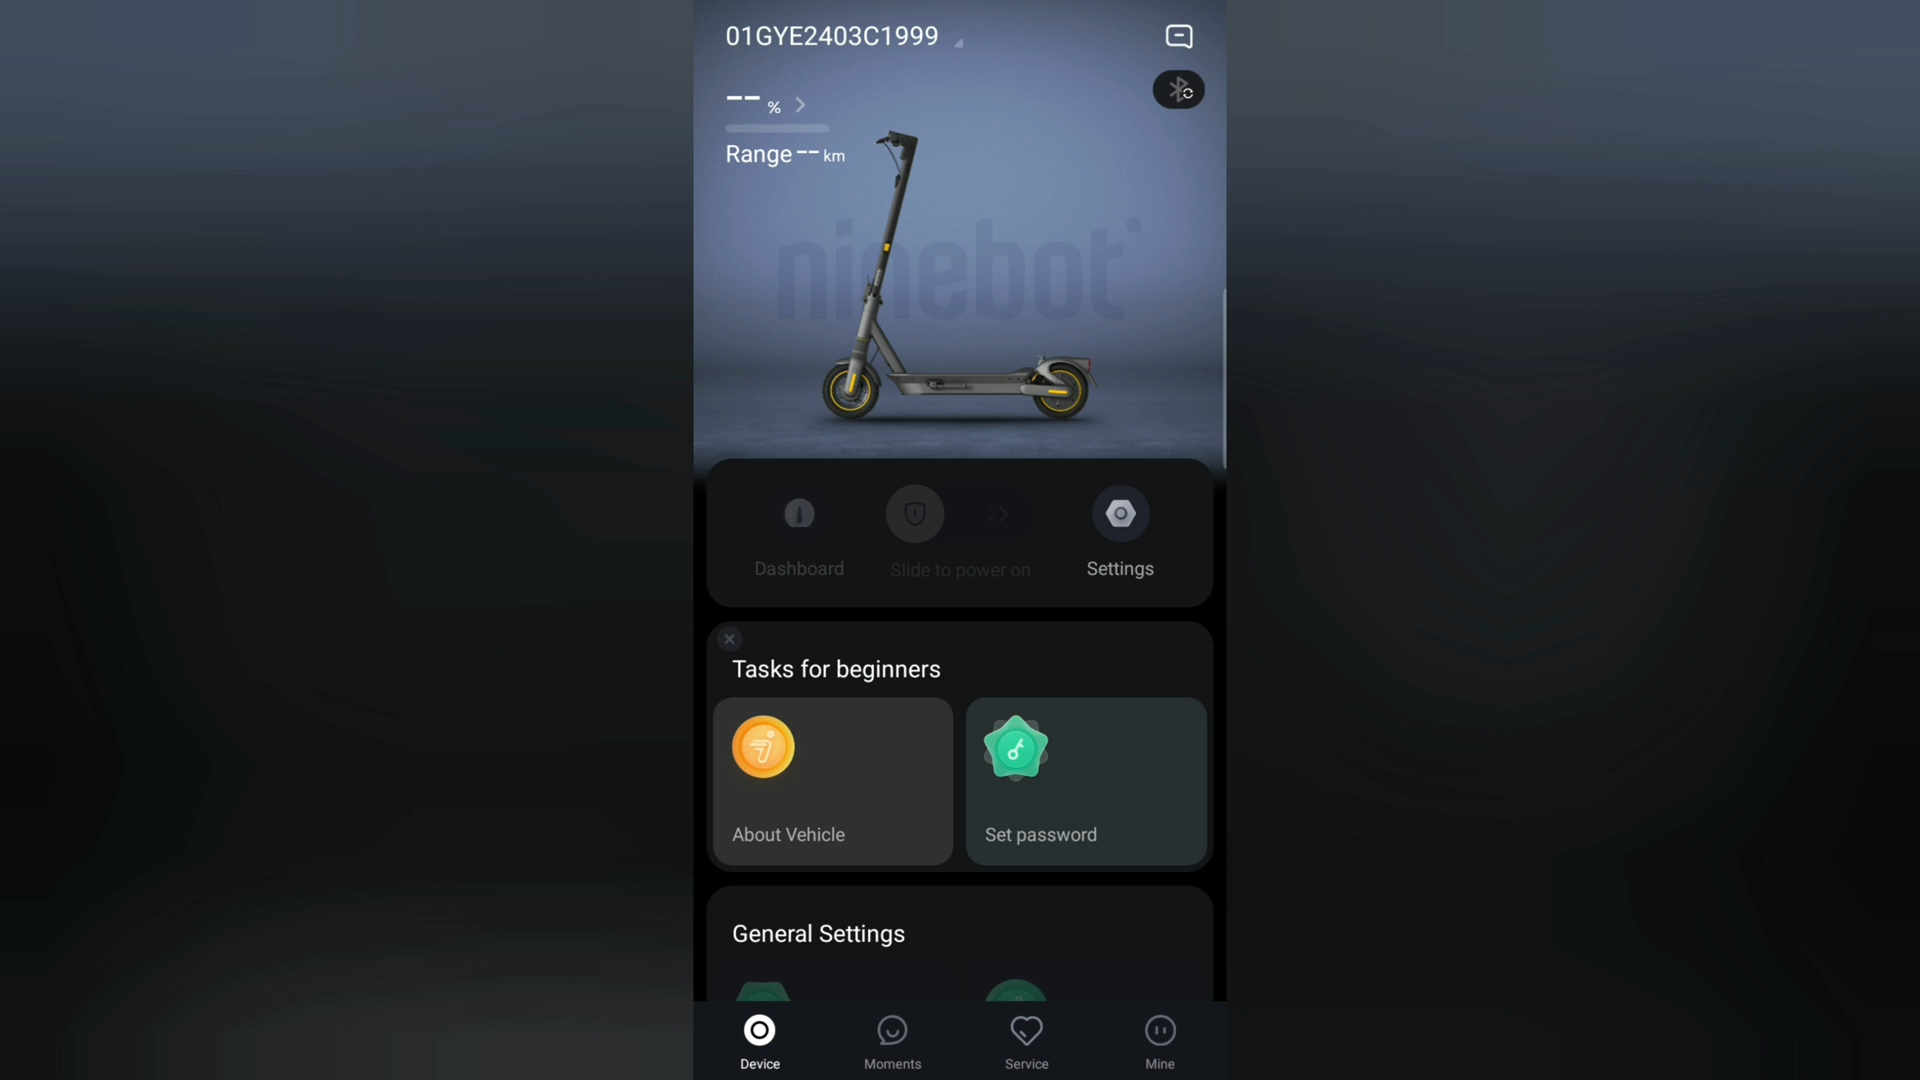 01GYE2403C1999
-- %
Range -- km
ninebot
Dashboard
Slide to power on
Settings
Tasks for beginners
About Vehicle
Set password
General Settings
Device
Moments
Service
Mine